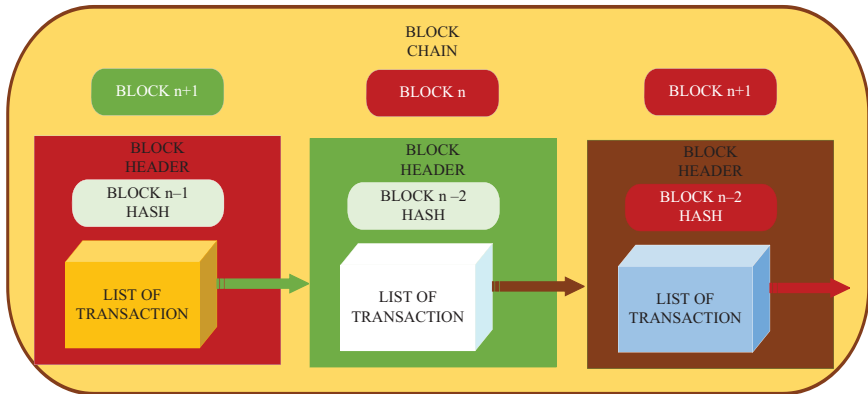 BLOCK
CHAIN
BLOCK n+1
BLOCK n
BLOCK n+1
BLOCK
HEADER
BLOCK n–1
HASH
LIST OF
TRANSACTION
BLOCK
HEADER
BLOCK n –2
HASH
LIST OF
TRANSACTION
BLOCK
HEADER
BLOCK n–2
HASH
LIST OF
TRANSACTION